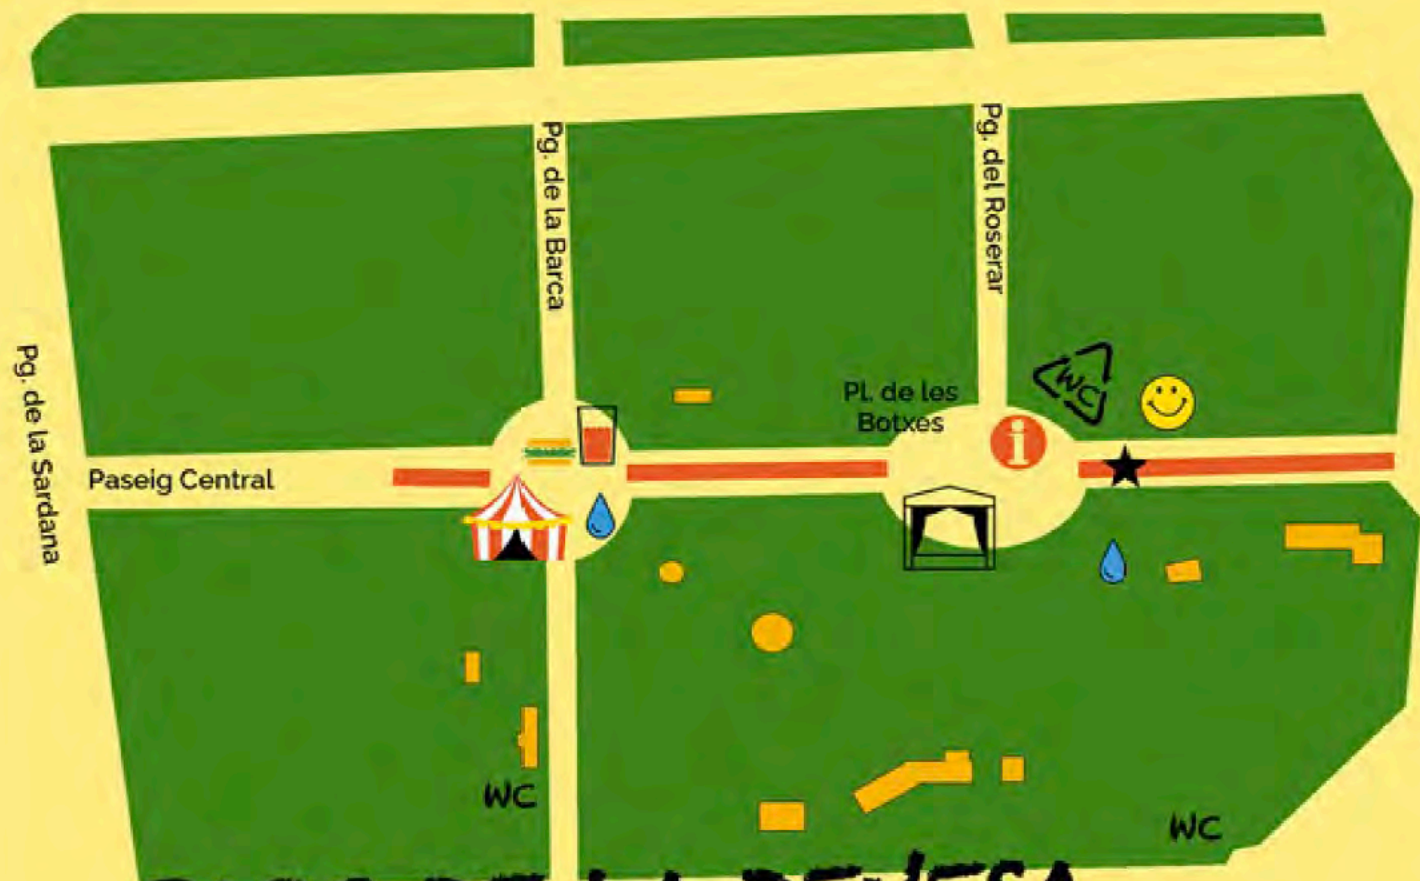 Pg. de la Barca
Pg. del Roserar
Pl. de les
Botxes
WC
i
Pg. de la Sardana
Paseig Central
WC
WC